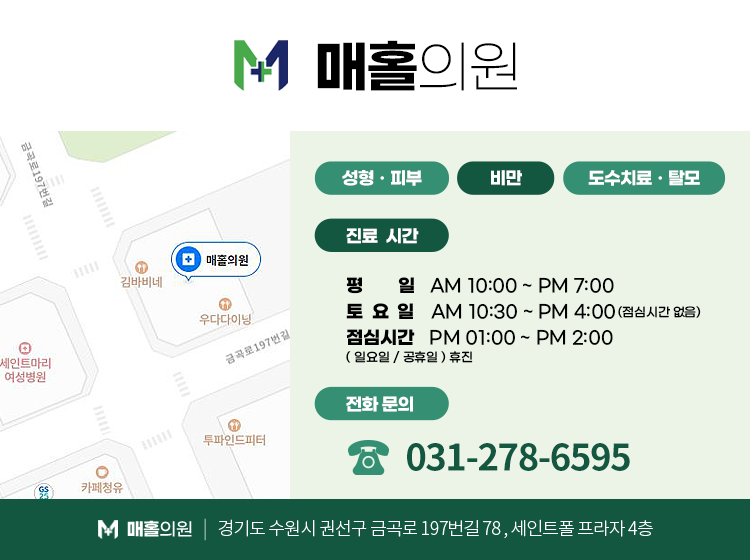 매홀의원
금곡로197번길
매홀의원
김바비네
우다다이닝
금곡로197번길
세인트마리
여성병원
투파인드피터
카페청유
GS
25
성형 · 피부
비만
도수치료 · 탈모
진료 시간
평 일 AM 10:00 ~ PM 7:00
토 요 일 AM 10:30 ~ PM 4:00 (점심시간 없음)
점심시간 PM 01:00 ~ PM 2:00
( 일요일 / 공휴일 ) 휴진
전화 문의
031-278-6595
매홀의원 | 경기도 수원시 권선구 금곡로 197번길 78 , 세인트폴 프라자 4층